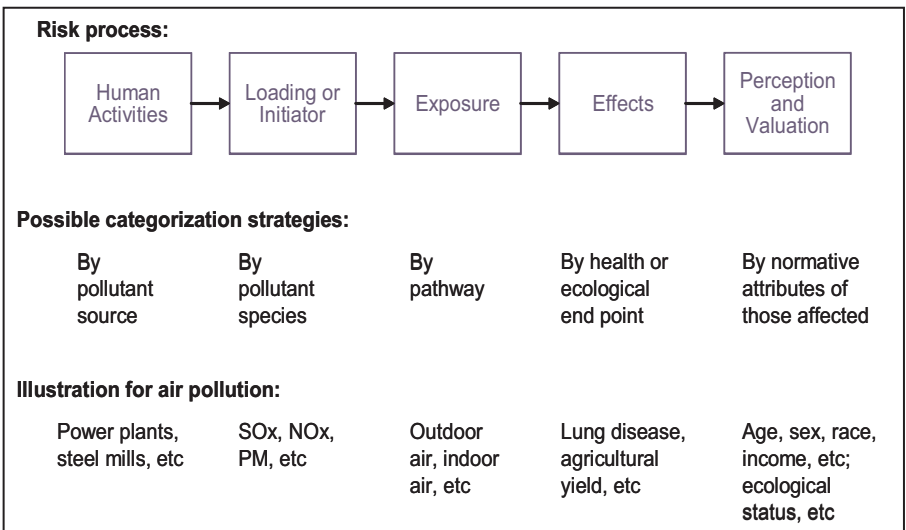 Risk process:
Human
Activities
Loading or
Initiator
Exposure
Effects
Perception
and
Valuation
Possible categorization strategies:
By
pollutant
source
By
pollutant
species
By
pathway
By health or
ecological
end point
By normative
attributes of
those affected
Illustration for air pollution:
Power plants,
steel mills, etc
SOx, NOx,
PM, etc
Outdoor
air, indoor
air, etc
Lung disease,
agricultural
yield, etc
Age, sex, race,
income, etc;
ecological
status, etc